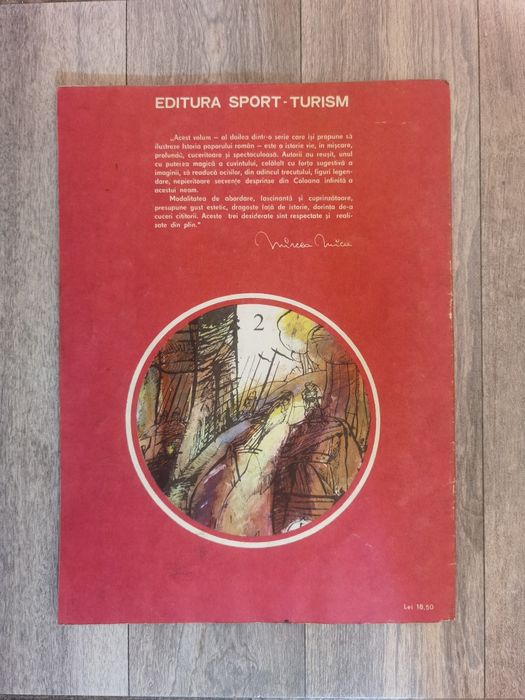 EDITURA SPORT - TURISM
„Acest volum — al doilea dintr-o serie care își propune să
ilustreze Istoria poporului român — este o istorie vie, în mișcare,
profundă, cuceritoare și spectaculoasă. Autorii au reușit, unul
cu puterea magică a cuvîntului, celălalt cu forța sugestivă a
imaginii, să readucă ochilor, din adîncul trecutului, figuri legen-
dare, nepieritoare secvențe desprinse din Coloana infinită a
acestui neam.
Modalitatea de abordare, fascinantă și cuprinzătoare,
presupune gust estetic, dragoste față de istorie, dorința de-a
cuceri cititorii. Aceste trei deziderate sînt respectate și reali-
zate din plin."
Mircea Micu
2
Lei 18,50